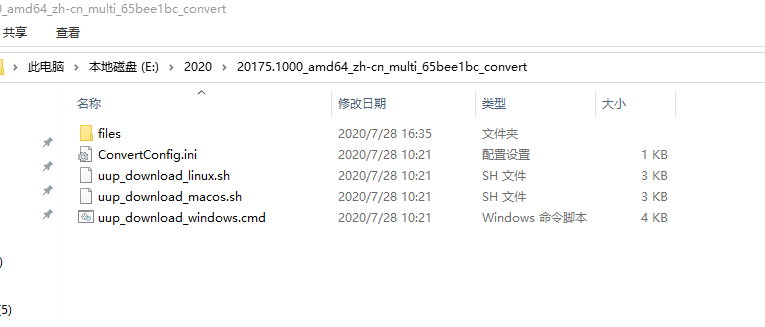 0_amd64_zh-cn_multi_65bee1bc_convert
共享 查看
此电脑 本地磁盘 (E:) 2020 20175.1000_amd64_zh-cn_multi_65bee1bc_convert
名称 修改日期 类型 大小
files 2020/7/28 16:35 文件夹
ConvertConfig.ini 2020/7/28 10:21 配置设置 1 KB
uup_download_linux.sh 2020/7/28 10:21 SH 文件 3 KB
uup_download_macos.sh 2020/7/28 10:21 SH 文件 3 KB
uup_download_windows.cmd 2020/7/28 10:21 Windows 命令脚本 4 KB
)
(5)